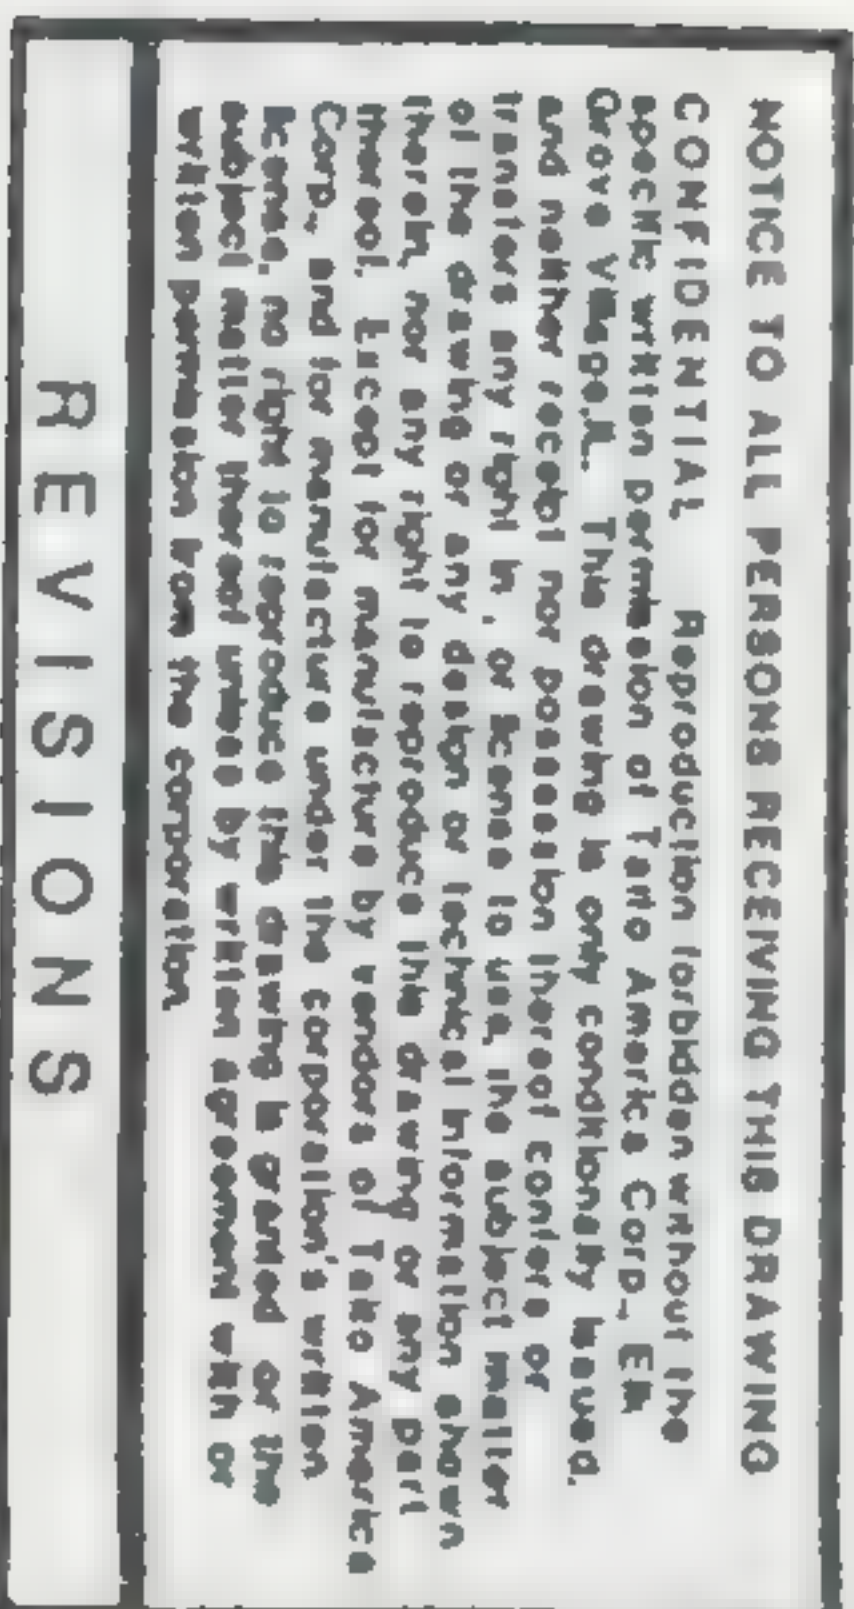 NOTICE TO ALL PERSONS RECEIVING THIS DRAWING
CONFIDENTIAL Reproduction forbidden without the
specific written permission of Taito America Corp., Elk
Grove Village,IL. This drawing is only conditionally issued,
and neither receipt nor possession thereof confers or
transfers any right in , or license to use, the subject matter
of the drawing or any design or technical information shown
therein, nor any right to reproduce this drawing or any part
thereof. Except for manufacture by vendors of Taito America
Corp., and for manufacture under the corporation's written
license, no right to reproduce this drawing is granted or the
subject matter thereof unless by written agreement with or
written permission from the corporation
REVISIONS